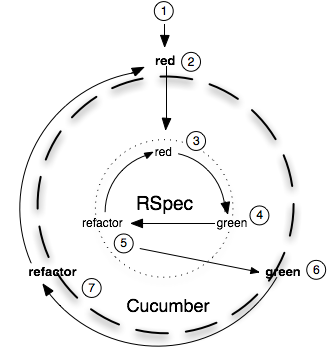 1
red 2
red 3
RSpec
refactor green 4
5
refactor green 6
7
Cucumber